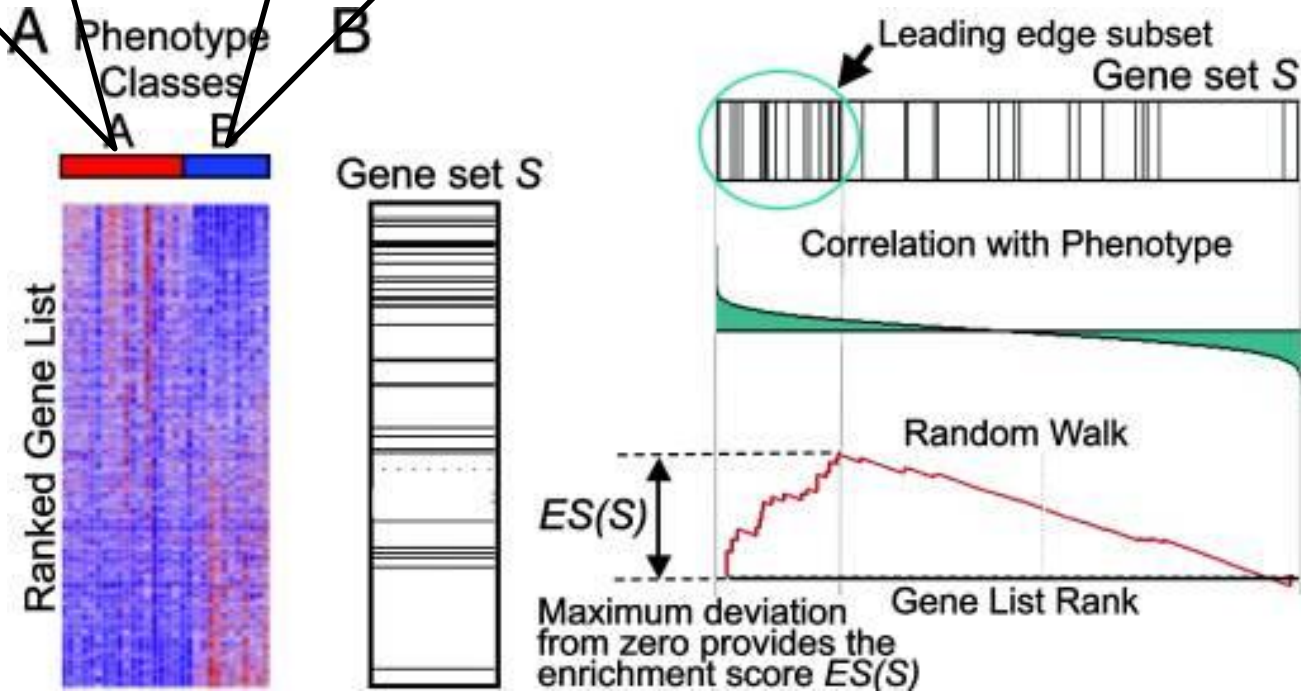 A
Phenotype
Classes
A B
Ranked Gene List
B
Gene set S
Leading edge subset
Gene set S
Correlation with Phenotype
Random Walk
ES(S)
Gene List Rank
Maximum deviation
from zero provides the
enrichment score ES(S)